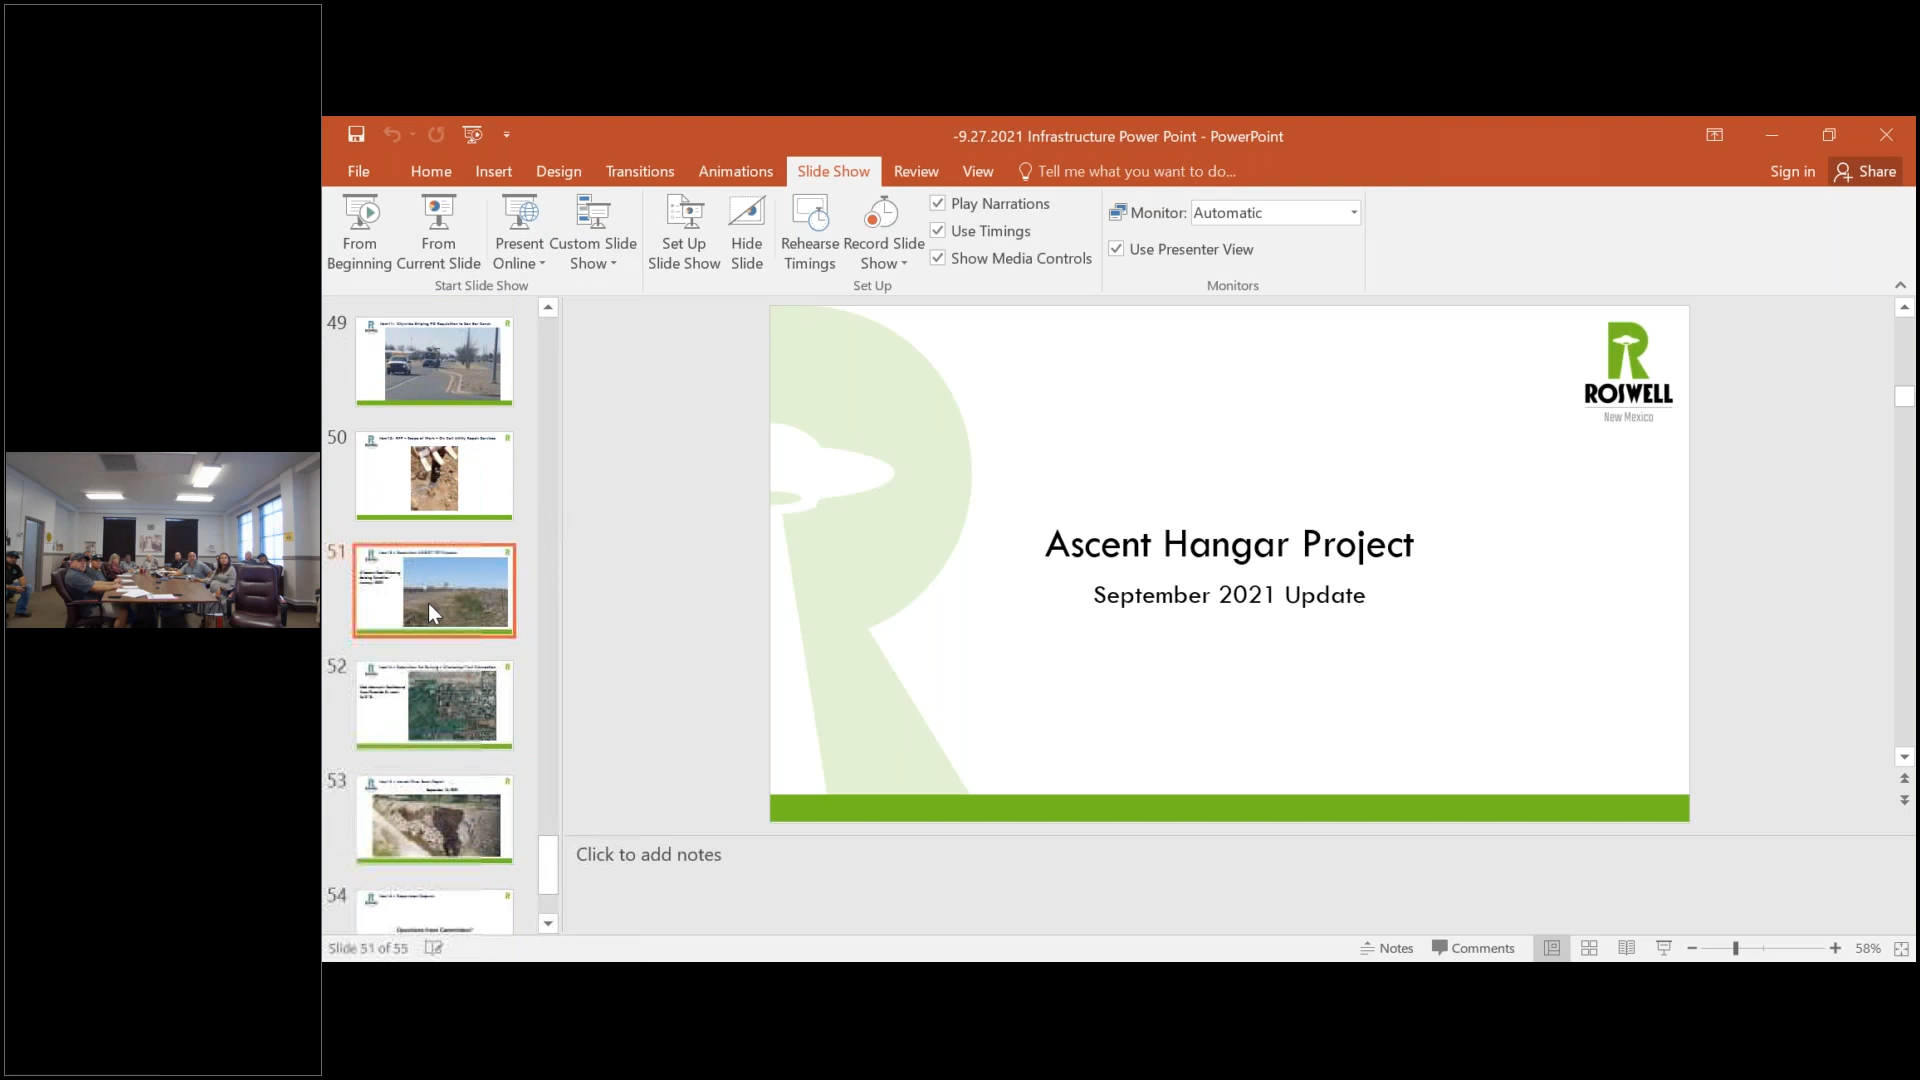 -9.27.2021 Infrastructure Power Point - PowerPoint
File Home Insert Design Transitions Animations Slide Show Review View Tell me what you want to do... Sign in Share
From Beginning
From Current Slide
Present Online
Custom Slide Show
Start Slide Show
Set Up Slide Show
Hide Slide
Rehearse Timings
Record Slide Show
Play Narrations
Use Timings
Show Media Controls
Set Up
Monitor: Automatic
Use Presenter View
Monitors
49
50
51
52
53
54
Questions from Committee?
ROSWELL
New Mexico
Ascent Hangar Project
September 2021 Update
Click to add notes
Slide 51 of 55
Notes Comments 58%